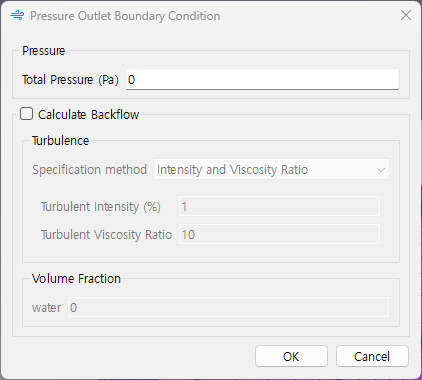 Pressure Outlet Boundary Condition
Pressure
Total Pressure (Pa) 0
Calculate Backflow
Turbulence
Specification method Intensity and Viscosity Ratio
Turbulent Intensity (%) 1
Turbulent Viscosity Ratio 10
Volume Fraction
water 0
OK Cancel